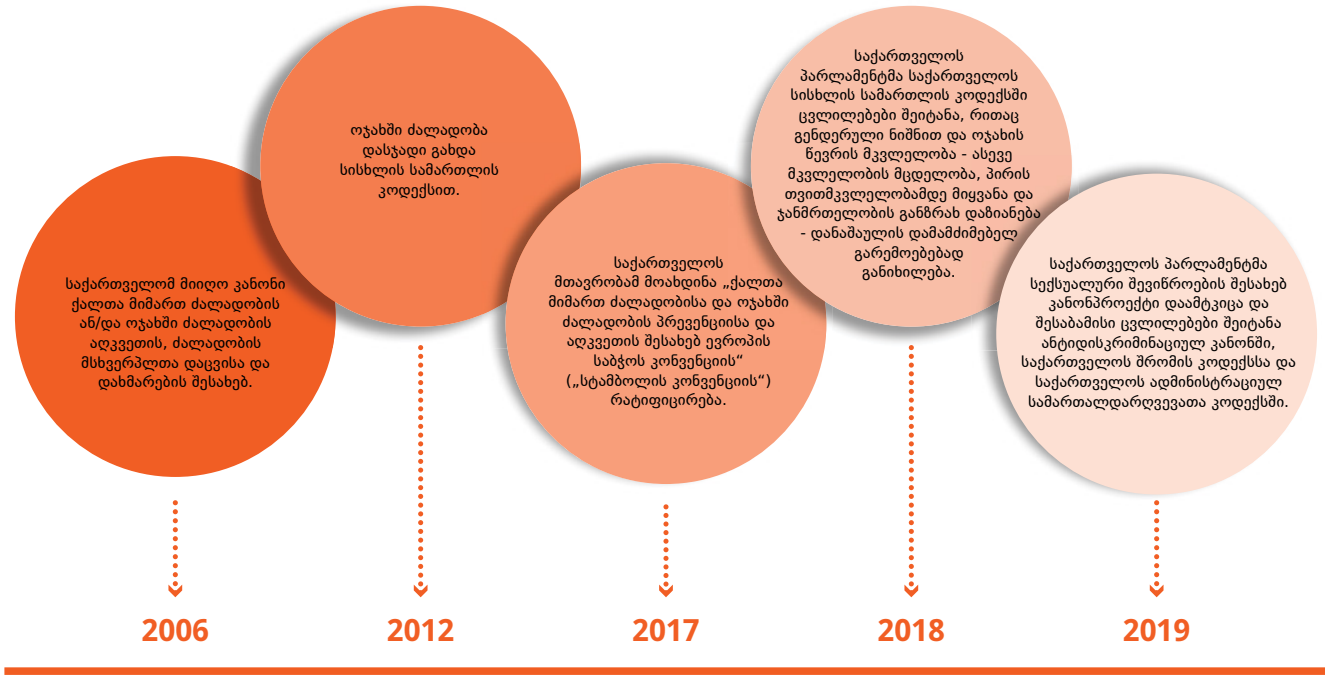 საქართველომ მიიღო კანონი
ქალთა მიმართ ძალადობის
ან/და ოჯახში ძალადობის
აღკვეთის, ძალადობის
მსხვერპლთა დაცვისა და
დახმარების შესახებ.
2006
ოჯახში ძალადობა
დასჯადი გახდა
სისხლის სამართლის
კოდექსით.
2012
საქართველოს
მთავრობამ მოახდინა „ქალთა
მიმართ ძალადობისა და ოჯახში
ძალადობის პრევენციისა და
აღკვეთის შესახებ ევროპის
საბჭოს კონვენციის“
(„სტამბოლის კონვენციის“)
რატიფიცირება.
2017
საქართველოს
პარლამენტმა საქართველოს
სისხლის სამართლის კოდექსში
ცვლილებები შეიტანა, რითაც
გენდერული ნიშნით და ოჯახის
წევრის მკვლელობა - ასევე
მკვლელობის მცდელობა, პირის
თვითმკვლელობამდე მიყვანა და
ჯანმრთელობის განზრახ დაზიანება
- დანაშაულის დამამძიმებელ
გარემოებებად
განიხილება.
2018
საქართველოს პარლამენტმა
სექსუალური შევიწროების შესახებ
კანონპროექტი დაამტკიცა და
შესაბამისი ცვლილებები შეიტანა
ანტიდისკრიმინაციულ კანონში,
საქართველოს შრომის კოდექსსა და
საქართველოს ადმინისტრაციულ
სამართალდარღვევათა კოდექსში.
2019